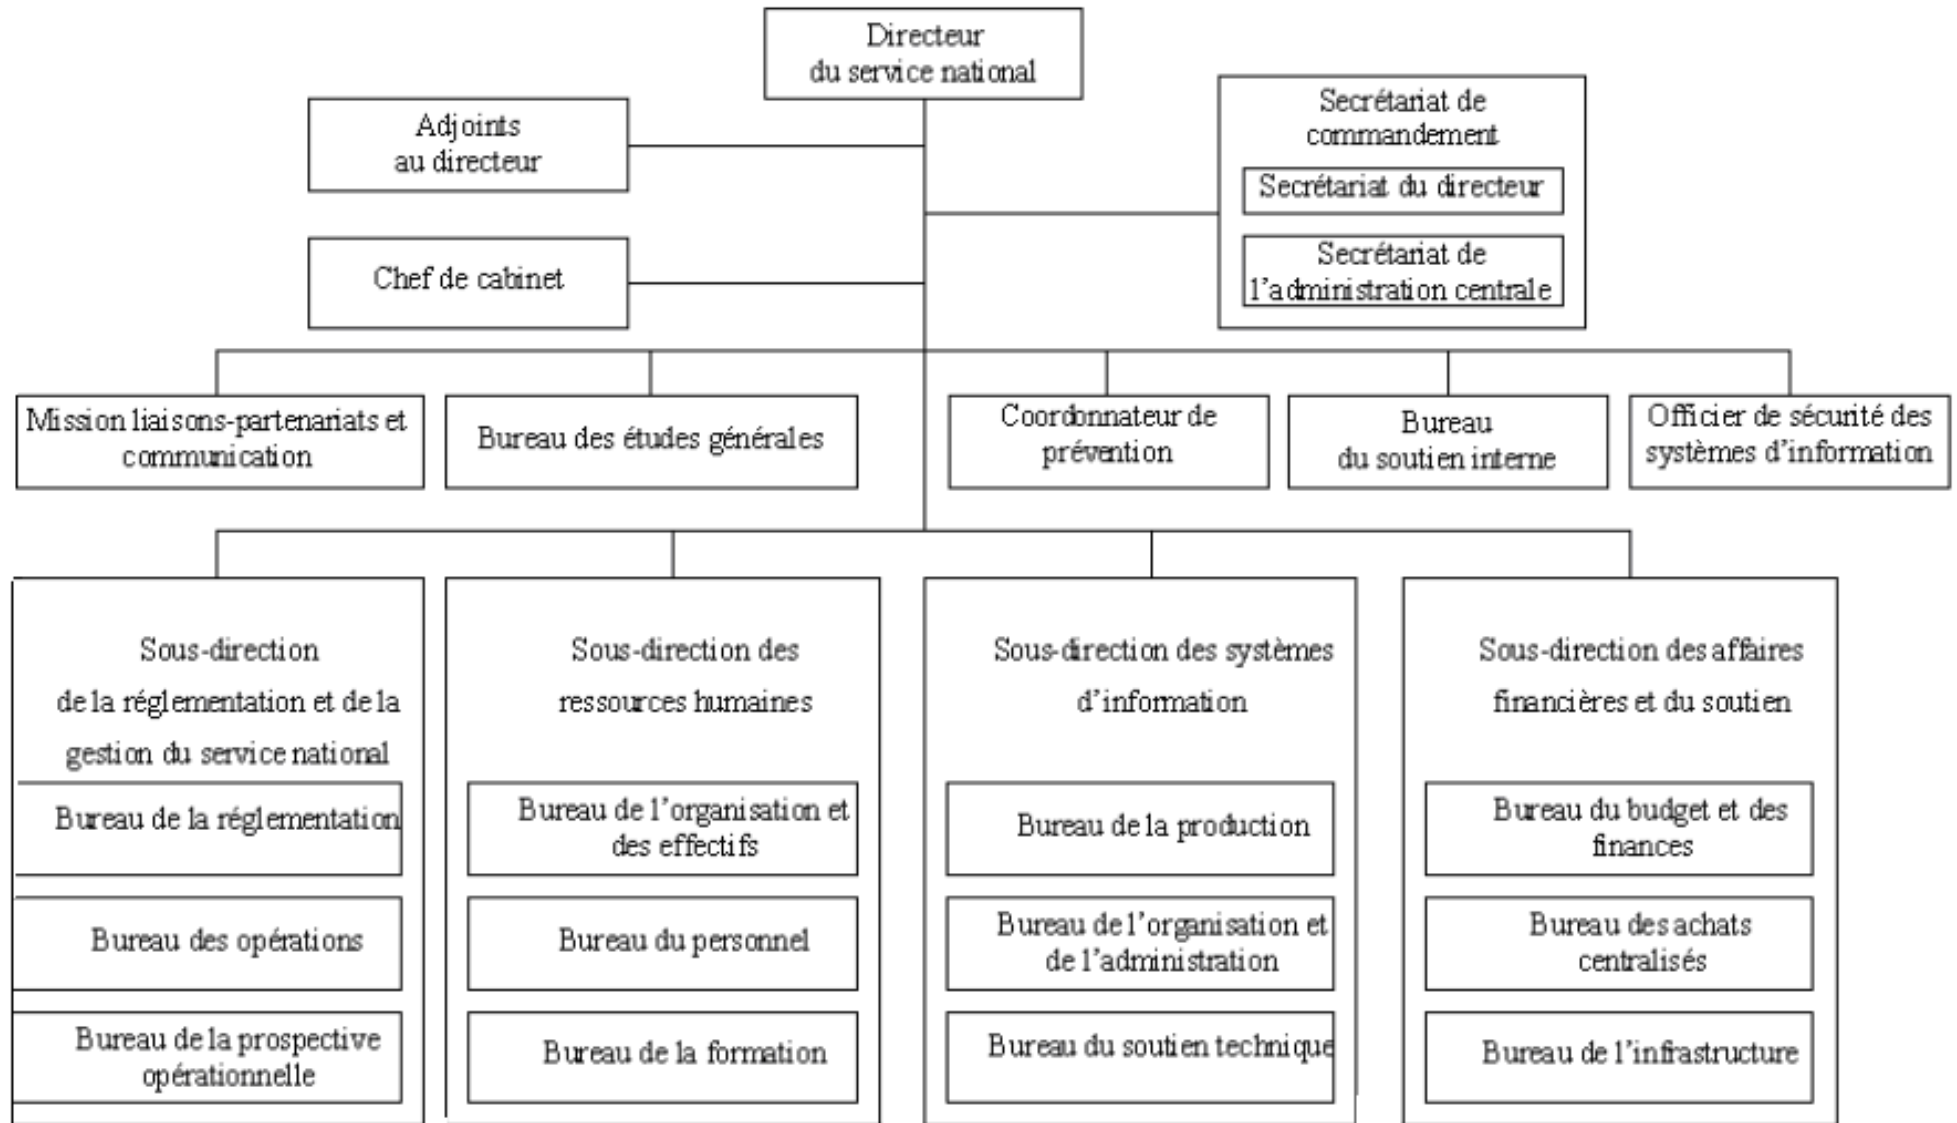 Directeur
du service national
Adjoints
au directeur
Secrétariat de
commandement
Secrétariat du directeur
Secrétariat de
l'administration centrale
Chef de cabinet
Mission liaisons-partenariats et
communication
Bureau des études générales
Coordonnateur de
prévention
Bureau
du soutien interne
Officier de sécurité des
systèmes d'information
Sous-direction
de la réglementation et de la
gestion du service national
Bureau de la réglementation
Bureau des opérations
Bureau de la prospective
opérationnelle
Sous-direction des
ressources humaines
Bureau de l'organisation et
des effectifs
Bureau du personnel
Bureau de la formation
Sous-direction des systèmes
d'information
Bureau de la production
Bureau de l'organisation et
de l'administration
Bureau du soutien technique
Sous-direction des affaires
financières et du soutien
Bureau du budget et des
finances
Bureau des achats
centralisés
Bureau de l'infrastructure